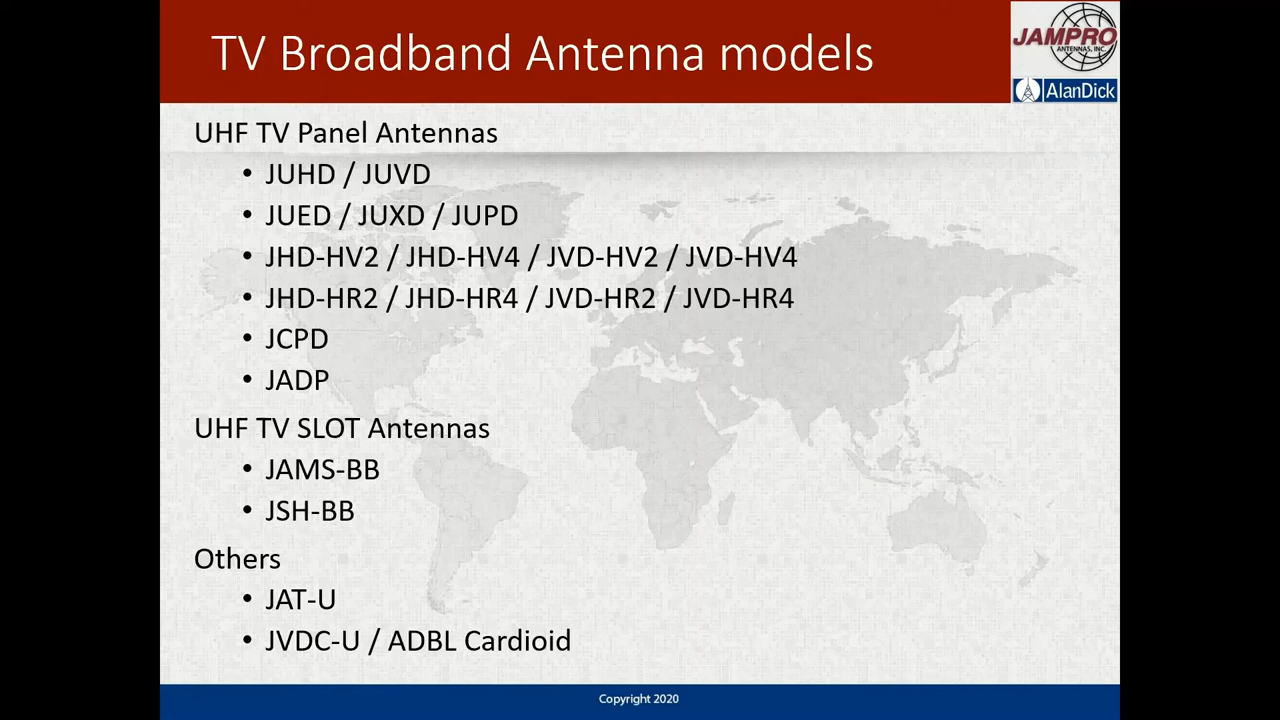 TV Broadband Antenna models
JAMPRO
ANTENNAS, INC.
AlanDick
UHF TV Panel Antennas
• JUHD / JUVD
• JUED / JUXD / JUPD
• JHD-HV2 / JHD-HV4 / JVD-HV2 / JVD-HV4
• JHD-HR2 / JHD-HR4 / JVD-HR2 / JVD-HR4
• JCPD
• JADP
UHF TV SLOT Antennas
• JAMS-BB
• JSH-BB
Others
• JAT-U
• JVDC-U / ADBL Cardioid
Copyright 2020